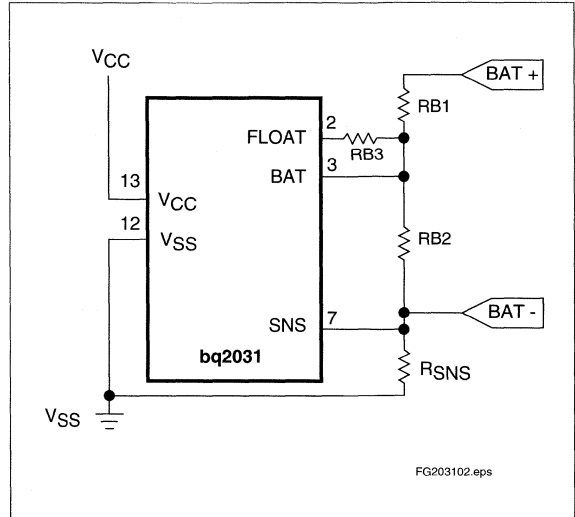 VCC
BAT +
RB1
FLOAT
2
RB3
BAT
3
13
VCC
12
VSS
RB2
BAT -
SNS
7
bq2031
RSNS
VSS
FG203102.eps